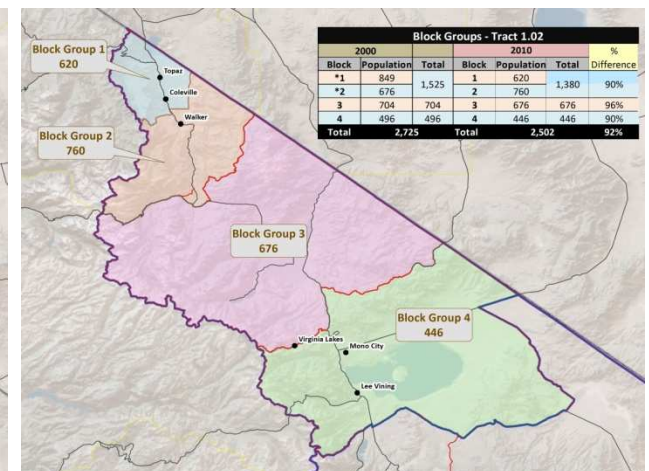 Block Groups - Tract 1.02
2000 2010 %
Block Population Total Block Population Total Difference
*1 849 1,525 1 620 1,380 90%
*2 676 2 760
3 704 704 3 676 676 96%
4 496 496 4 446 446 90%
Total 2,725 Total 2,502 92%
Block Group 1
620
Topaz
Coleville
Walker
Block Group 2
760
Block Group 3
676
Block Group 4
446
Virginia Lakes
Mono City
Lee Vining